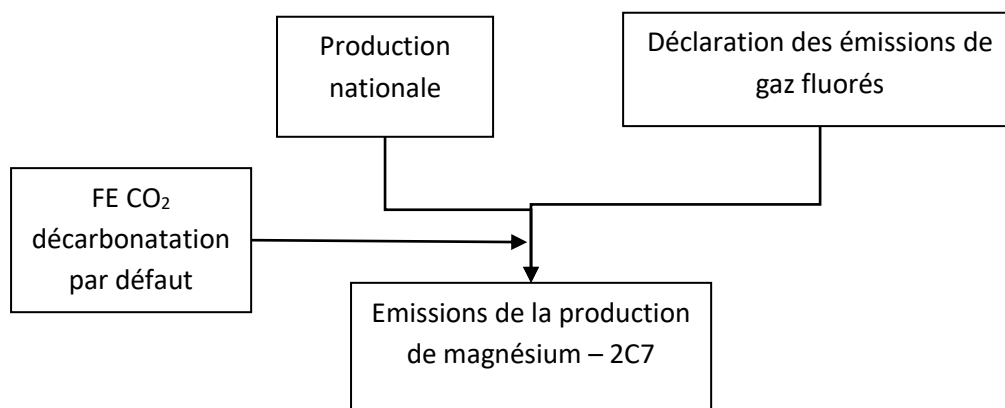 Production
nationale
Déclaration des émissions de
gaz fluorés
FE CO₂
décarbonatation
par défaut
Emissions de la production
de magnésium – 2C7